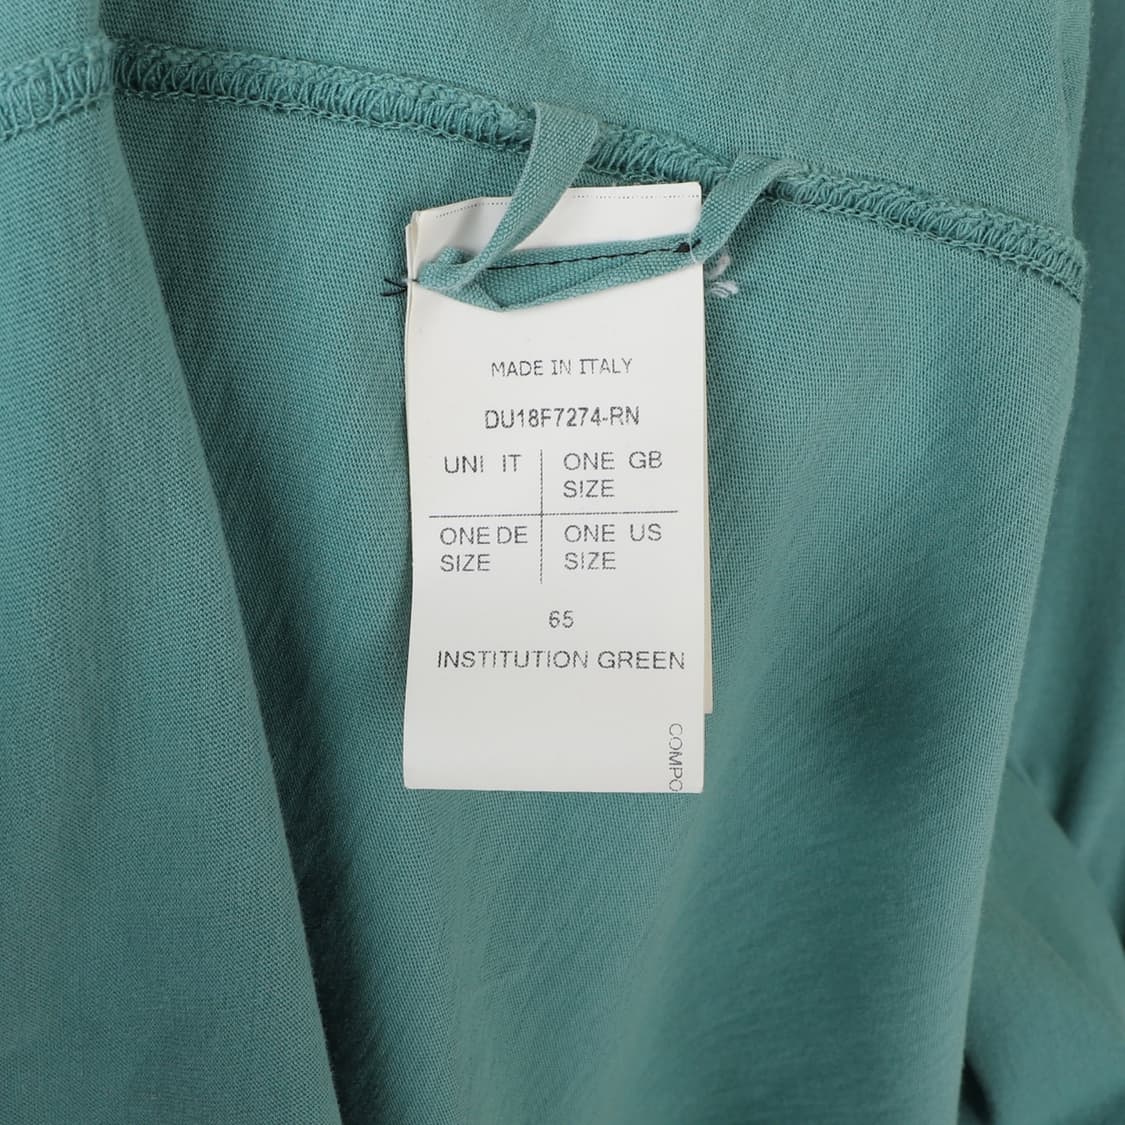 MADE IN ITALY
DU18F7274-RN
UNI IT
ONE GB
SIZE
ONE DE
SIZE
ONE US
SIZE
65
INSTITUTION GREEN
COMPO